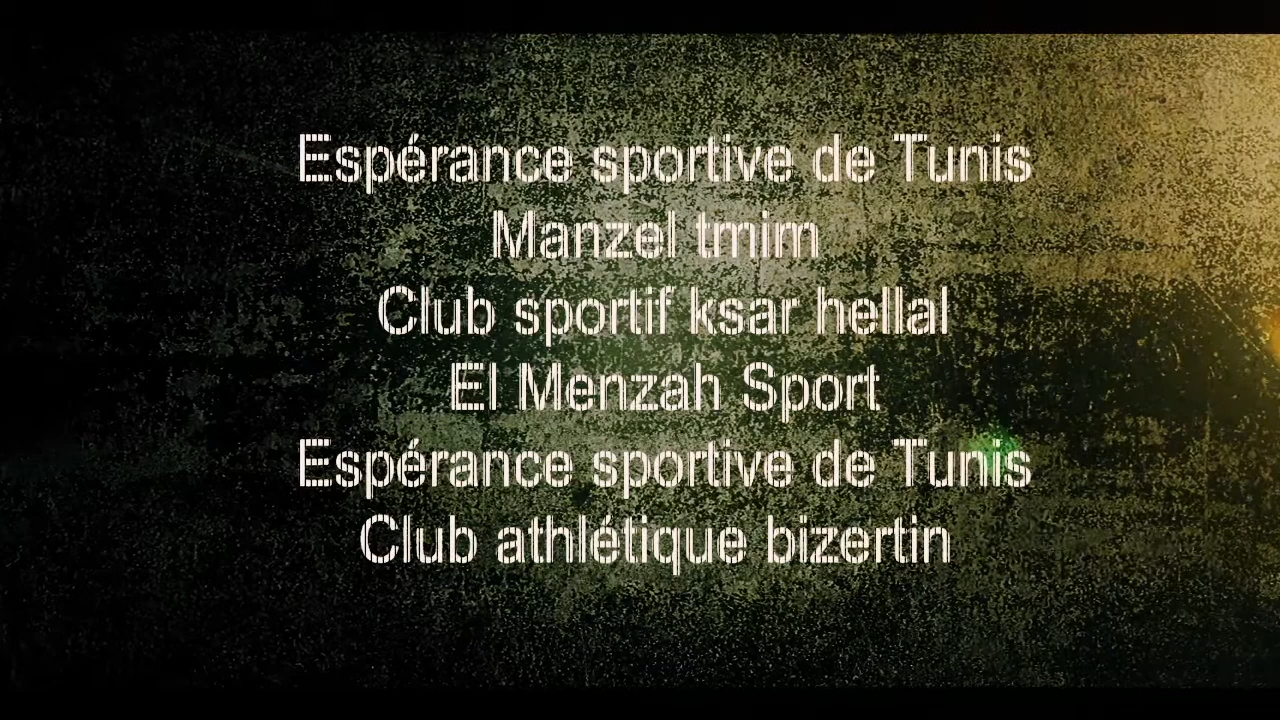 Espérance sportive de Tunis
Manzel tmim
Club sportif ksar hellal
El Menzah Sport
Espérance sportive de Tunis
Club athlétique bizertin